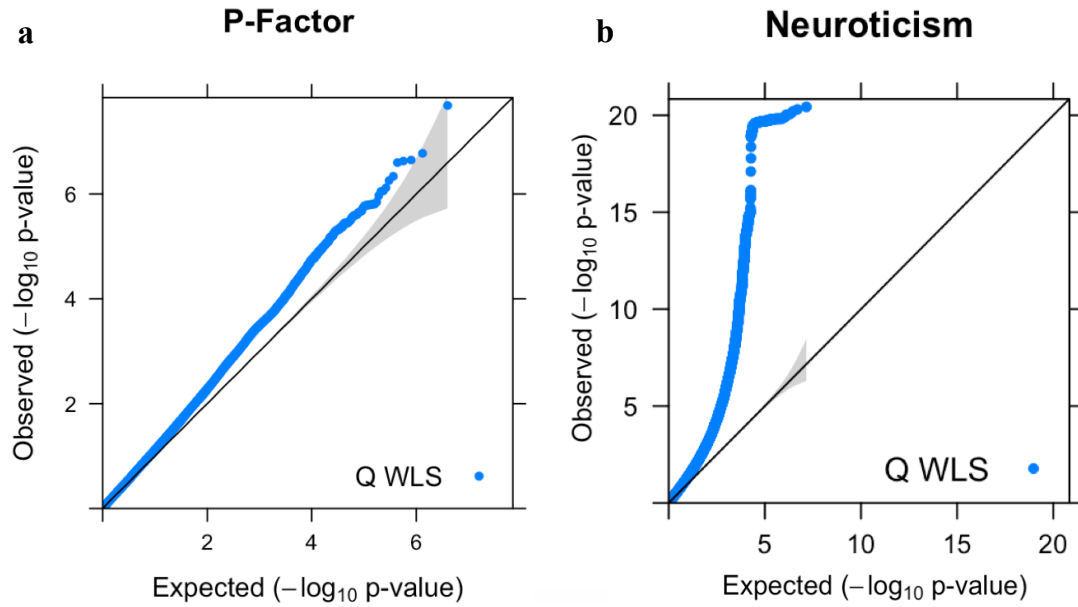 a
P-Factor
Observed (−log10 p-value)
6
4
2
Q WLS
2
4
6
Expected (−log10 p-value)
b
Neuroticism
Observed (−log10 p-value)
20
15
10
5
Q WLS
5
10
15
20
Expected (−log10 p-value)